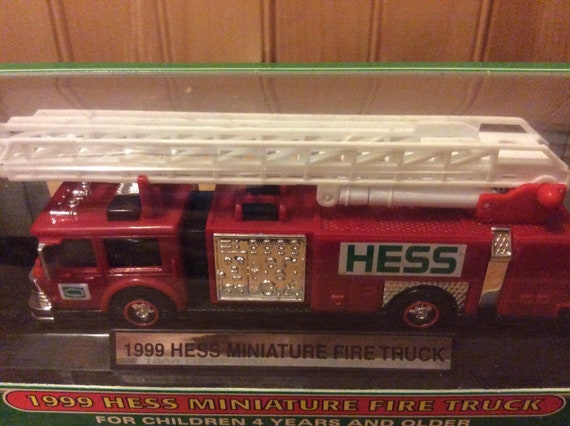 HESS
1999 HESS MINIATURE FIRE TRUCK
1999 HESS MINIATURE FIRE TRUCK
FOR CHILDREN 4 YEARS AND OLDER